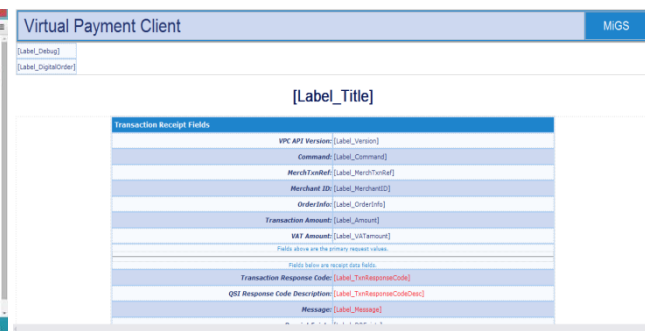 Virtual Payment Client MiGS
[Label_Debug]
[Label_DigitalOrder]
[Label_Title]
Transaction Receipt Fields
VPC API Version: [Label_Version]
Command: [Label_Command]
MerchTxnRef: [Label_MerchTxnRef]
Merchant ID: [Label_MerchantID]
OrderInfo: [Label_OrderInfo]
Transaction Amount: [Label_Amount]
VAT Amount: [Label_VATamount]
Fields above are the primary request values.
Fields below are receipt data fields.
Transaction Response Code: [Label_TxnResponseCode]
QSI Response Code Description: [Label_TxnResponseCodeDesc]
Message: [Label_Message]